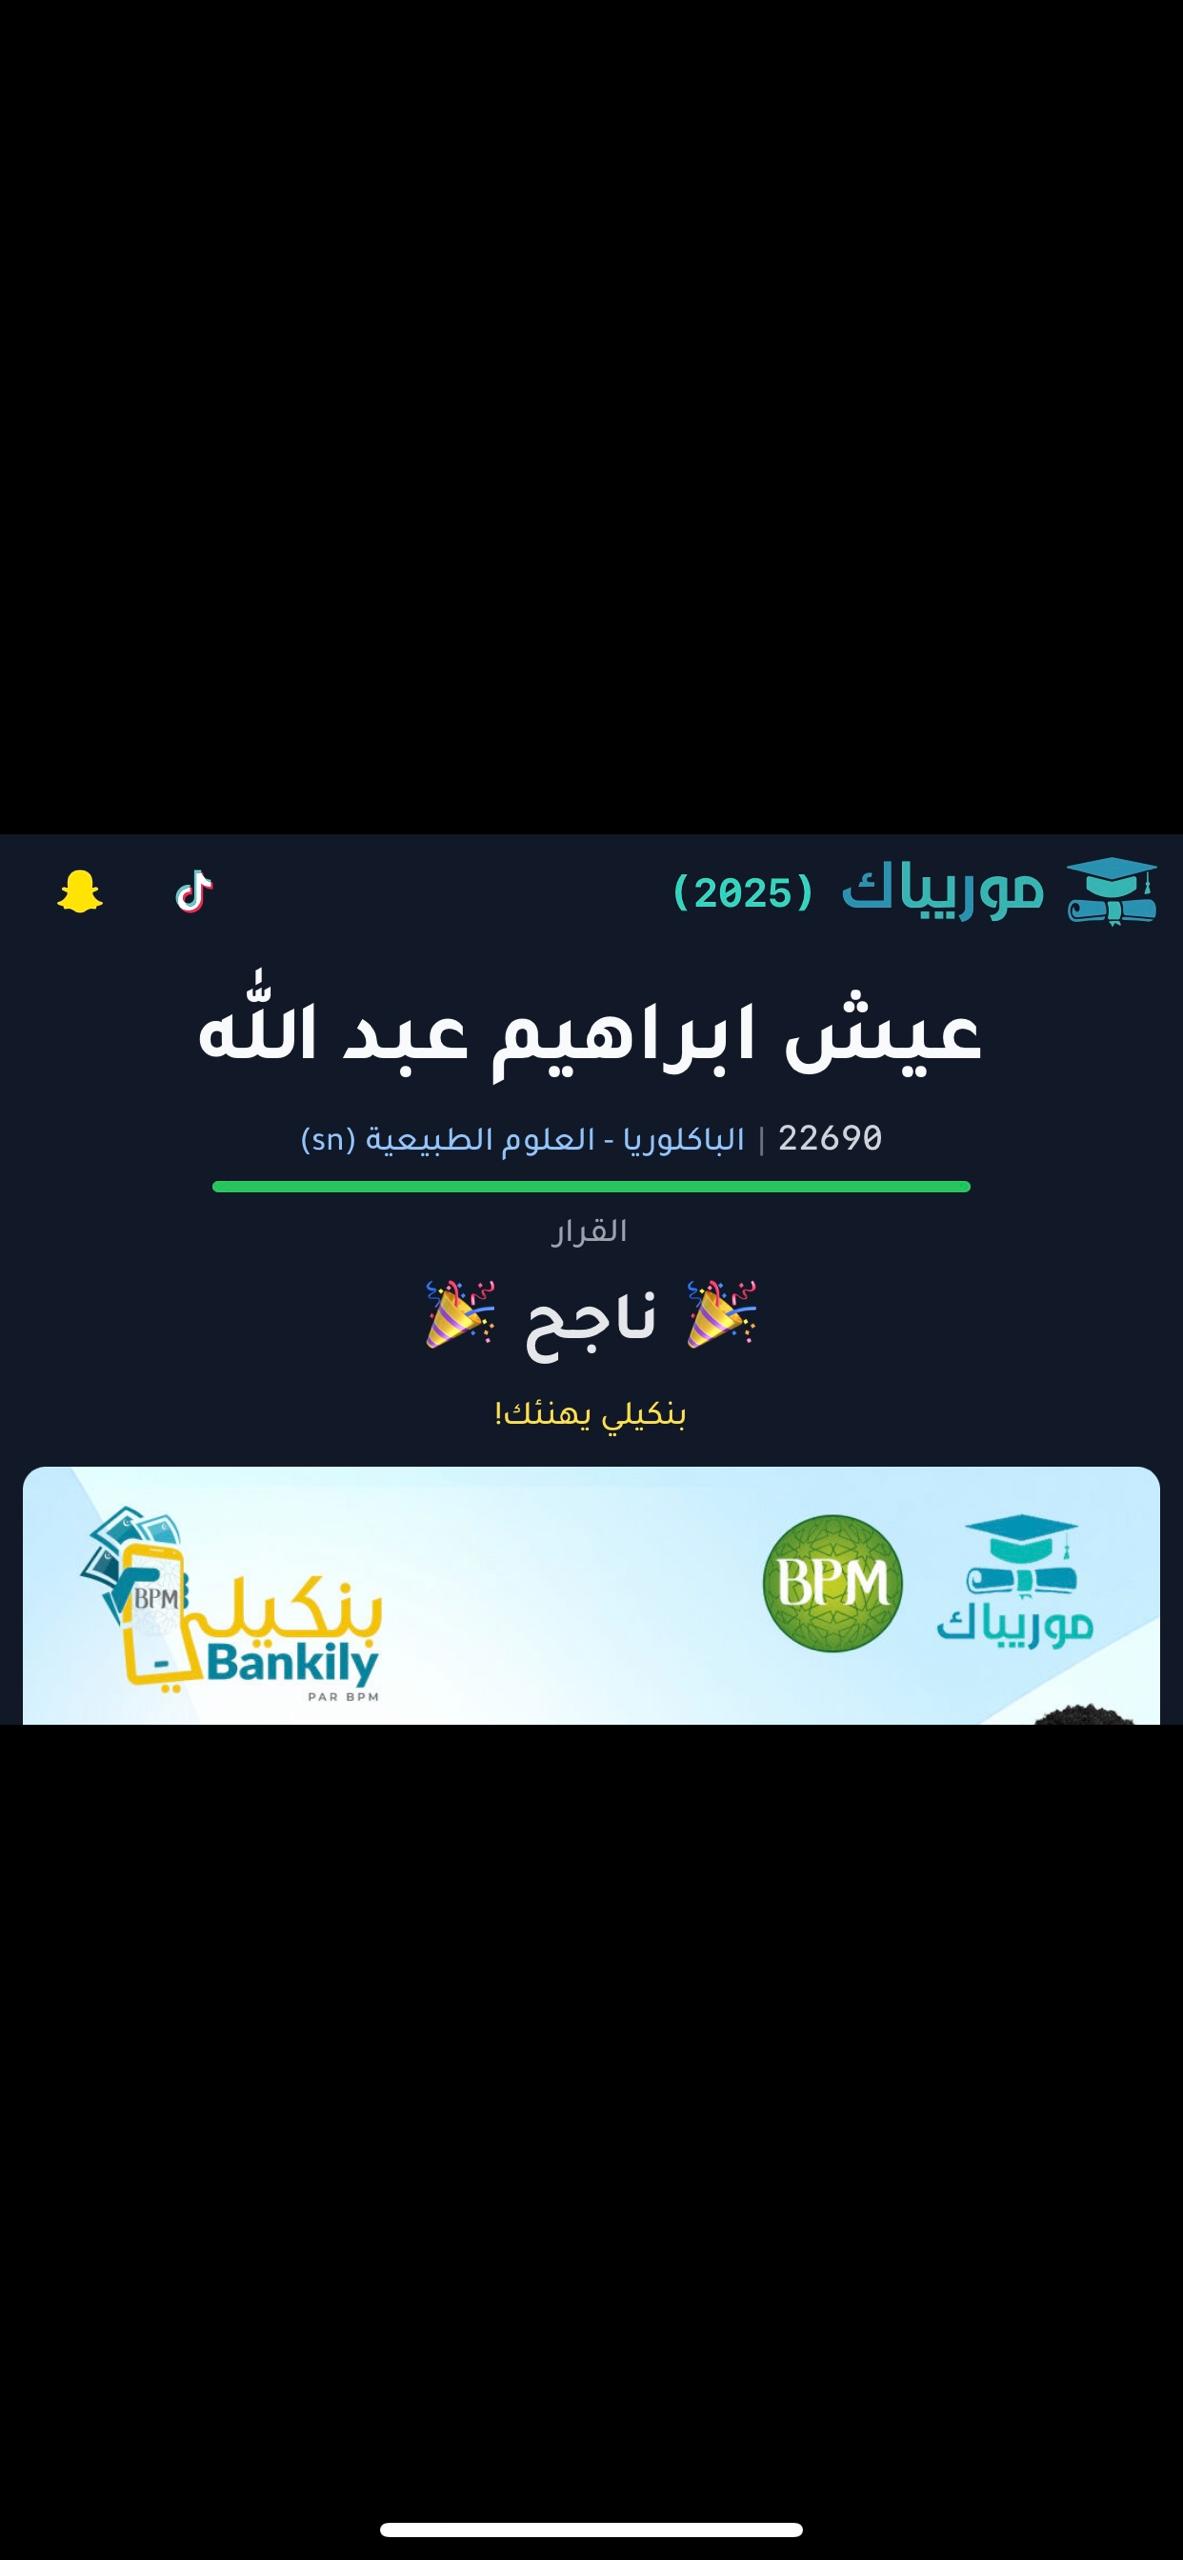 موريباك (2025)
عيش ابراهيم عبد الله
22690 | الباكلوريا - العلوم الطبيعية (sn)
القرار
🎉 ناجح 🎉
بنكيلي يهنئك!
موريباك
BPM
BPM
بنكيلي
Bankily
PAR BPM